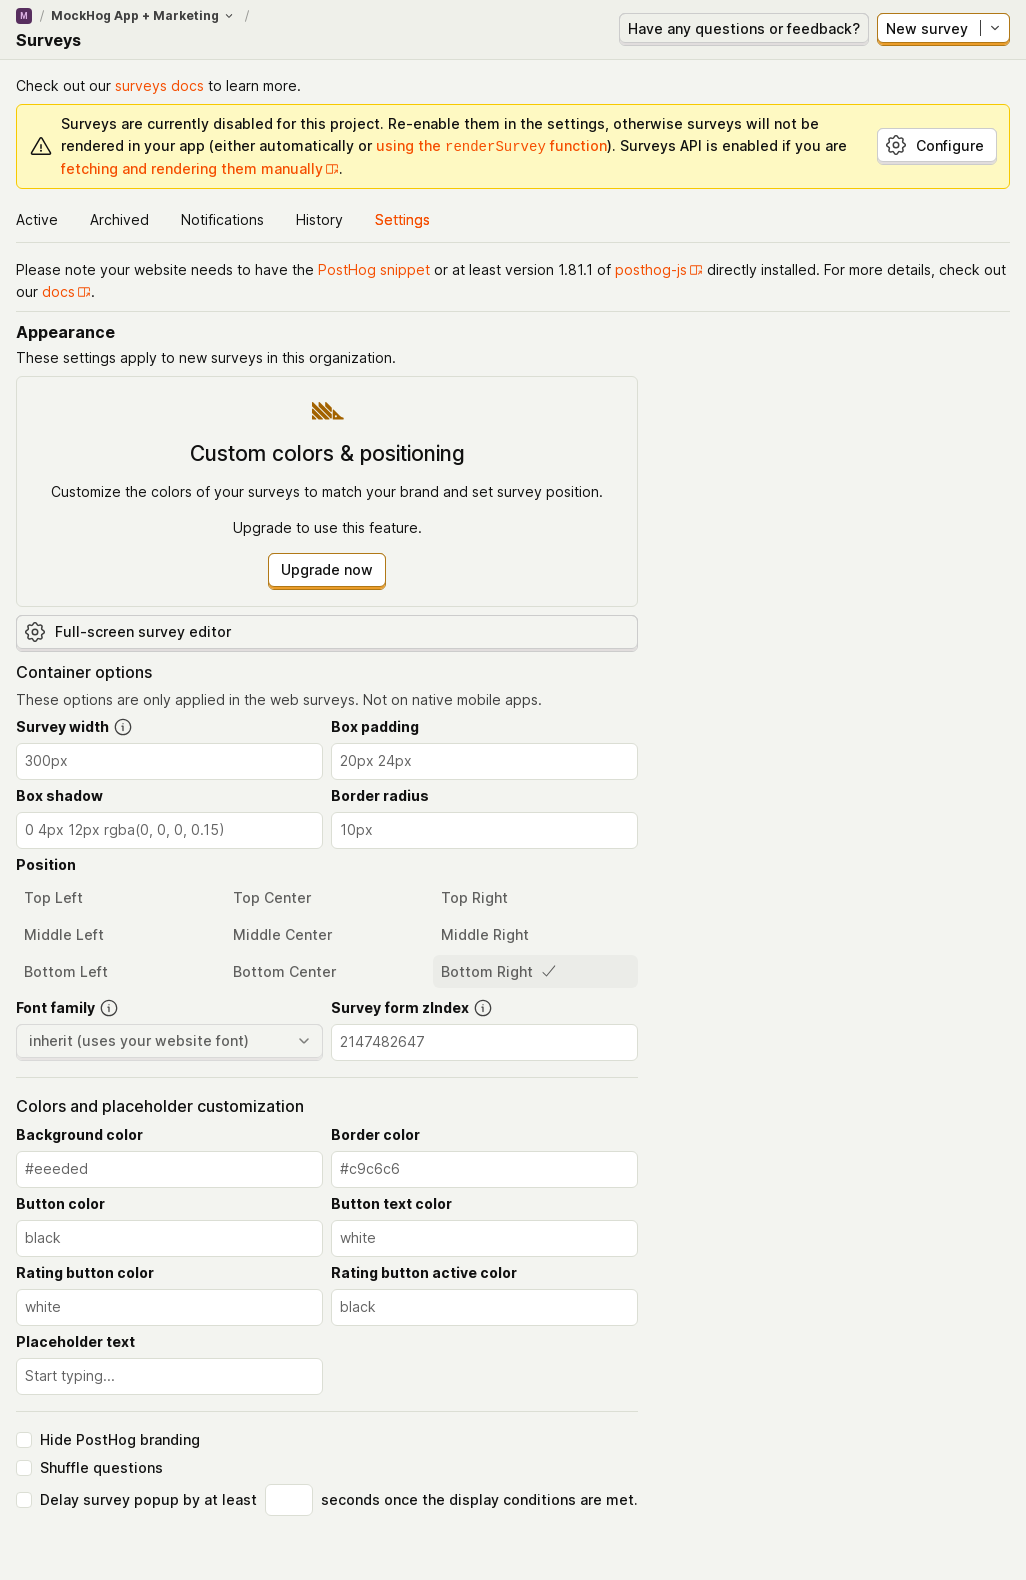 M / MockHog App + Marketing /
Surveys
Have any questions or feedback?
New survey
Check out our surveys docs to learn more.
Surveys are currently disabled for this project. Re-enable them in the settings, otherwise surveys will not be
rendered in your app (either automatically or using the renderSurvey function). Surveys API is enabled if you are
fetching and rendering them manually.
Configure
Active Archived Notifications History Settings
Please note your website needs to have the PostHog snippet or at least version 1.81.1 of posthog-js directly installed. For more details, check out
our docs.
Appearance
These settings apply to new surveys in this organization.
Custom colors & positioning
Customize the colors of your surveys to match your brand and set survey position.
Upgrade to use this feature.
Upgrade now
Full-screen survey editor
Container options
These options are only applied in the web surveys. Not on native mobile apps.
Survey width Box padding
300px 20px 24px
Box shadow Border radius
0 4px 12px rgba(0, 0, 0, 0.15) 10px
Position
Top Left Top Center Top Right
Middle Left Middle Center Middle Right
Bottom Left Bottom Center Bottom Right
Font family Survey form zIndex
inherit (uses your website font) 2147482647
Colors and placeholder customization
Background color Border color
#eeeded #c9c6c6
Button color Button text color
black white
Rating button color Rating button active color
white black
Placeholder text
Start typing...
Hide PostHog branding
Shuffle questions
Delay survey popup by at least seconds once the display conditions are met.